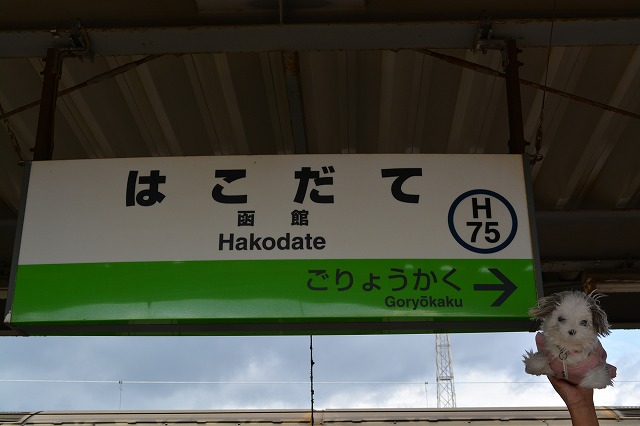 はこだて
函館
Hakodate
H
75
ごりょうかく
Goryōkaku